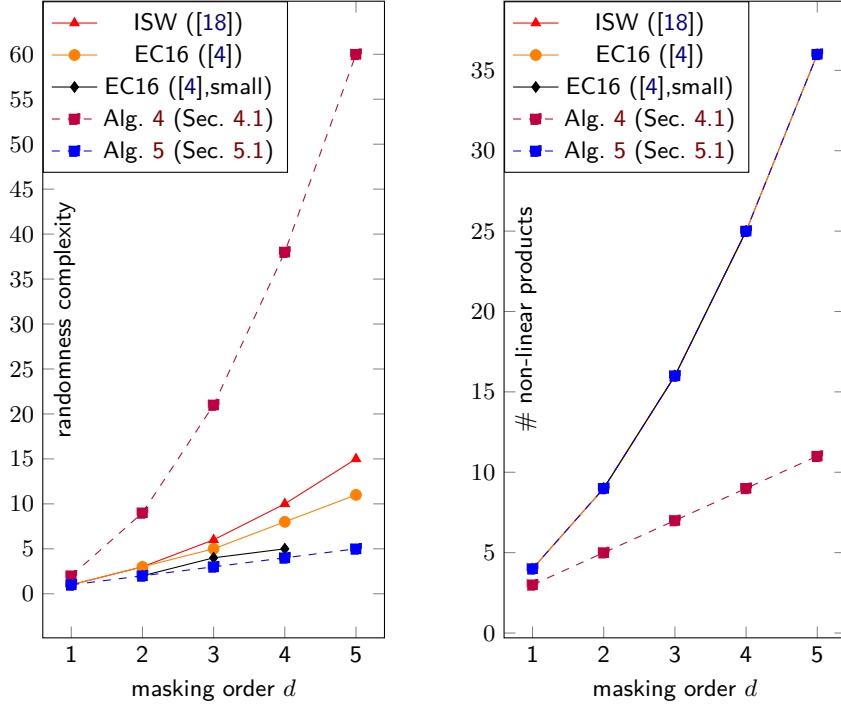 ISW ([18])
EC16 ([4])
EC16 ([4],small)
Alg. 4 (Sec. 4.1)
Alg. 5 (Sec. 5.1)
60
55
50
45
40
35
30
25
20
15
10
5
0
randomness complexity
1 2 3 4 5
masking order d
ISW ([18])
EC16 ([4])
EC16 ([4],small)
Alg. 4 (Sec. 4.1)
Alg. 5 (Sec. 5.1)
35
30
25
20
15
10
5
0
# non-linear products
1 2 3 4 5
masking order d